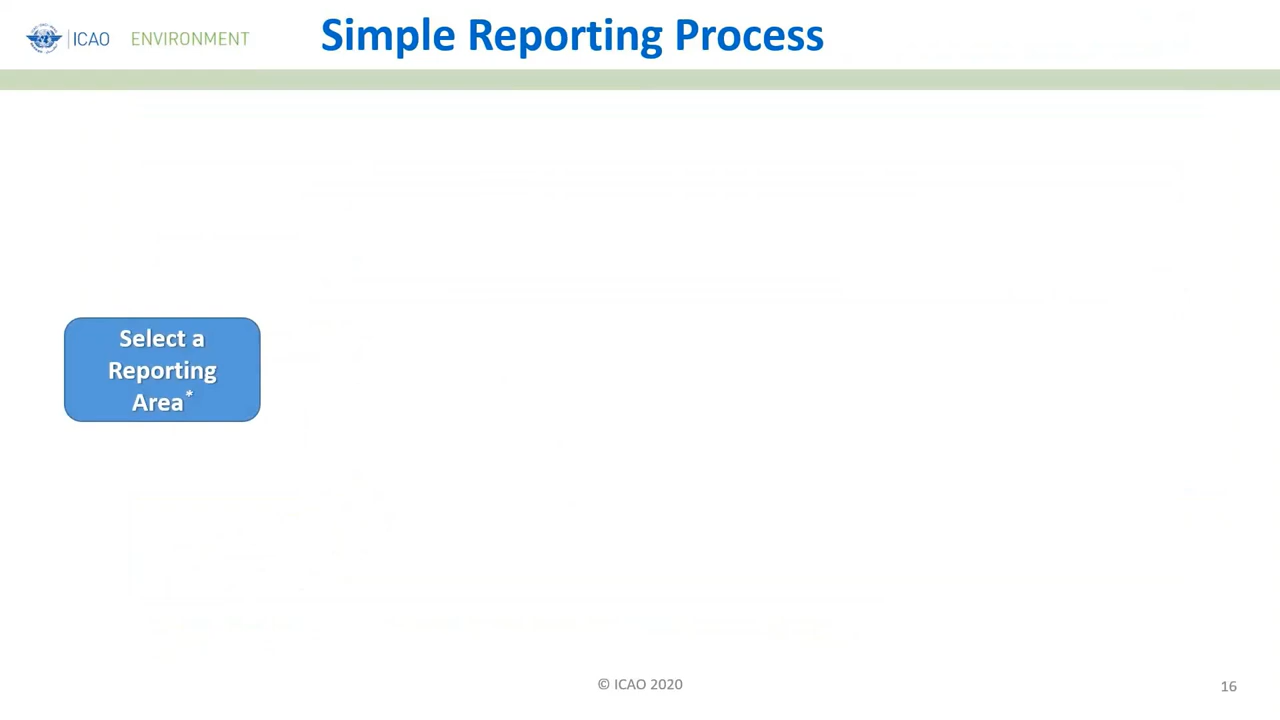 ICAO ENVIRONMENT
Simple Reporting Process
Select a
Reporting
Area*
© ICAO 2020
16